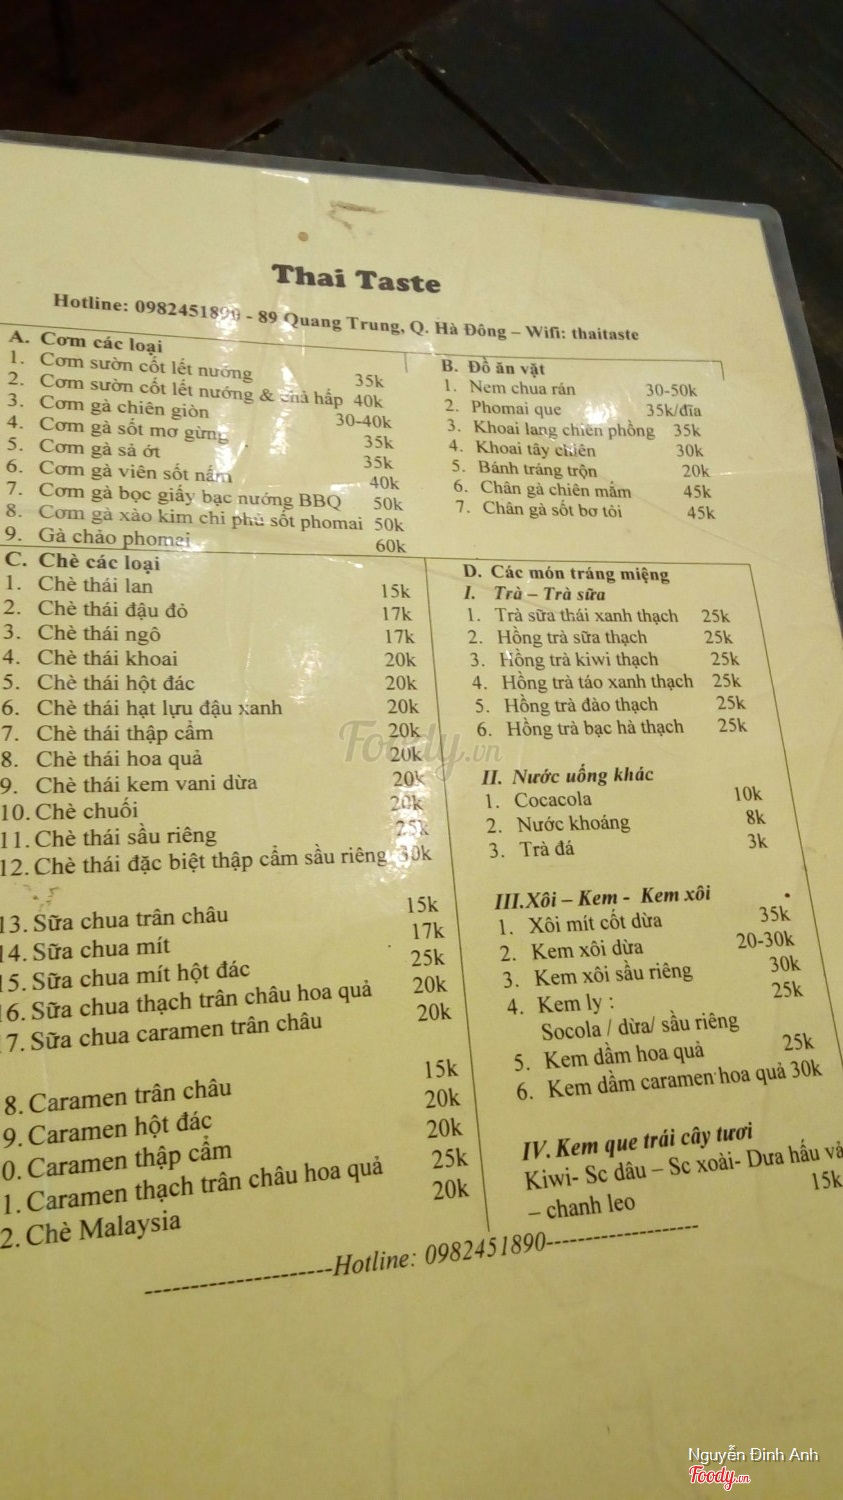 Thai Taste
Hotline: 0982451890 - 89 Quang Trung, Q. Hà Đông – Wifi: thaitaste
A. Cơm các loại
1. Cơm sườn cốt lết nướng 35k
2. Cơm sườn cốt lết nướng & chả hấp 40k
3. Cơm gà chiên giòn 30-40k
4. Cơm gà sốt mơ gừng 35k
5. Cơm gà sả ớt 35k
6. Cơm gà viên sốt nấm 40k
7. Cơm gà bọc giấy bạc nướng BBQ 50k
8. Cơm gà xào kim chi phủ sốt phomai 50k
9. Gà chảo phomai 60k
B. Đồ ăn vặt
1. Nem chua rán 30-50k
2. Phomai que 35k/đĩa
3. Khoai lang chiên phồng 35k
4. Khoai tây chiên 30k
5. Bánh tráng trộn 20k
6. Chân gà chiên mắm 45k
7. Chân gà sốt bơ tỏi 45k
C. Chè các loại
1. Chè thái lan 15k
2. Chè thái đậu đỏ 17k
3. Chè thái ngô 17k
4. Chè thái khoai 20k
5. Chè thái hột đác 20k
6. Chè thái hạt lựu đậu xanh 20k
7. Chè thái thập cẩm 20k
8. Chè thái hoa quả 20k
9. Chè thái kem vani dừa 20k
10. Chè chuối 20k
11. Chè thái sầu riêng 25k
12. Chè thái đặc biệt thập cẩm sầu riêng 30k
13. Sữa chua trân châu 15k
14. Sữa chua mít 17k
15. Sữa chua mít hột đác 25k
16. Sữa chua thạch trân châu hoa quả 20k
17. Sữa chua caramen trân châu 20k
8. Caramen trân châu 15k
9. Caramen hột đác 20k
0. Caramen thập cẩm 20k
1. Caramen thạch trân châu hoa quả 25k
2. Chè Malaysia 20k
D. Các món tráng miệng
I. Trà – Trà sữa
1. Trà sữa thái xanh thạch 25k
2. Hồng trà sữa thạch 25k
3. Hồng trà kiwi thạch 25k
4. Hồng trà táo xanh thạch 25k
5. Hồng trà đào thạch 25k
6. Hồng trà bạc hà thạch 25k
II. Nước uống khác
1. Cocacola 10k
2. Nước khoáng 8k
3. Trà đá 3k
III.Xôi – Kem - Kem xôi
1. Xôi mít cốt dừa 35k
2. Kem xôi dừa 20-30k
3. Kem xôi sầu riêng 30k
4. Kem ly : 25k
Socola / dừa/ sầu riêng
5. Kem dầm hoa quả 25k
6. Kem dầm caramen hoa quả 30k
IV. Kem que trái cây tươi
Kiwi- Sc dâu – Sc xoài- Dưa hấu và
– chanh leo 15k
Hotline: 0982451890
Foody.vn
Nguyễn Đình Anh
Foody.vn